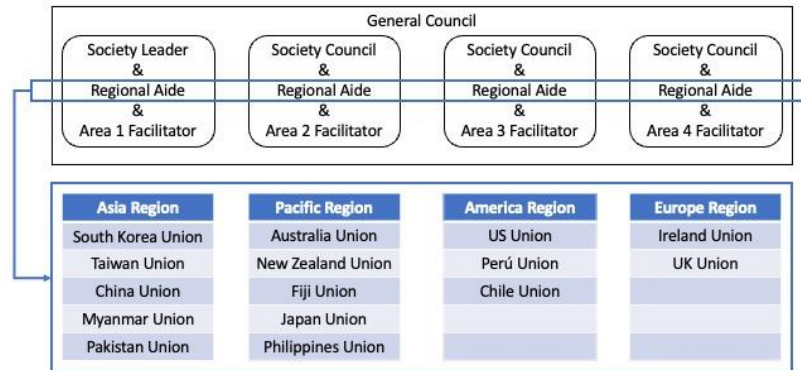 General Council
Society Leader
&
Regional Aide
&
Area 1 Facilitator
Society Council
&
Regional Aide
&
Area 2 Facilitator
Society Council
&
Regional Aide
&
Area 3 Facilitator
Society Council
&
Regional Aide
&
Area 4 Facilitator
Asia Region
South Korea Union
Taiwan Union
China Union
Myanmar Union
Pakistan Union
Pacific Region
Australia Union
New Zealand Union
Fiji Union
Japan Union
Philippines Union
America Region
US Union
Perú Union
Chile Union
Europe Region
Ireland Union
UK Union